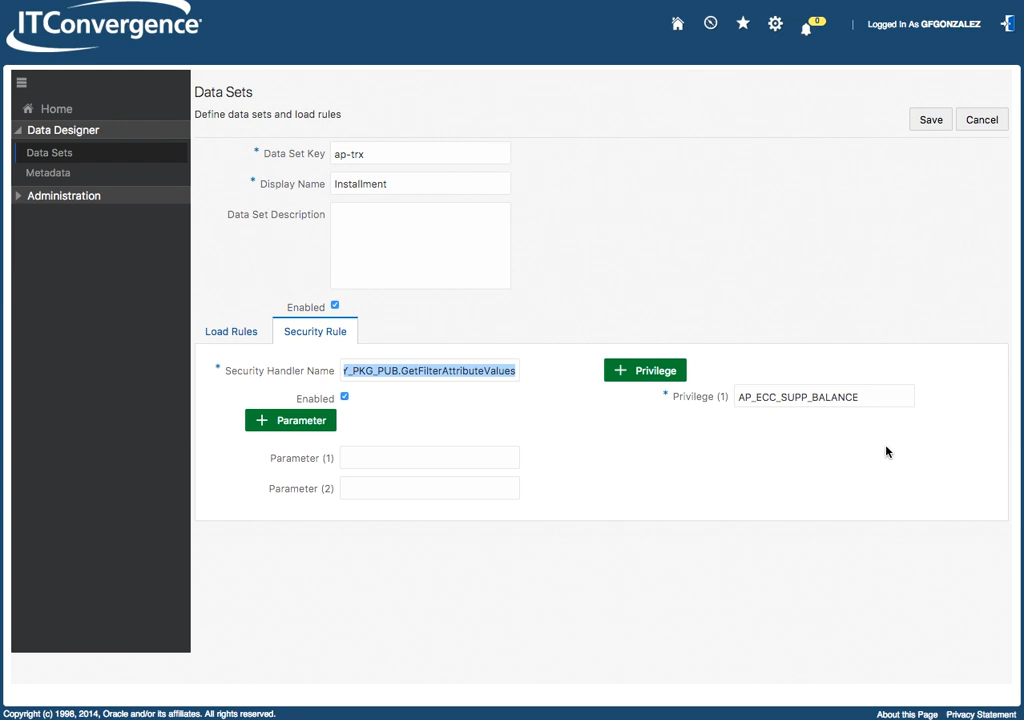 ITConvergence
0
Logged In As GFGONZALEZ
Home
Data Designer
Data Sets
Metadata
Administration
Data Sets
Define data sets and load rules
Save
Cancel
* Data Set Key
ap-trx
* Display Name
Installment
Data Set Description
Enabled
Load Rules
Security Rule
* Security Handler Name
Y_PKG_PUB.GetFilterAttributeValues
Enabled
+ Parameter
Parameter (1)
Parameter (2)
+ Privilege
* Privilege (1)
AP_ECC_SUPP_BALANCE
Copyright (c) 1998, 2014, Oracle and/or its affiliates. All rights reserved.
About this Page
Privacy Statement